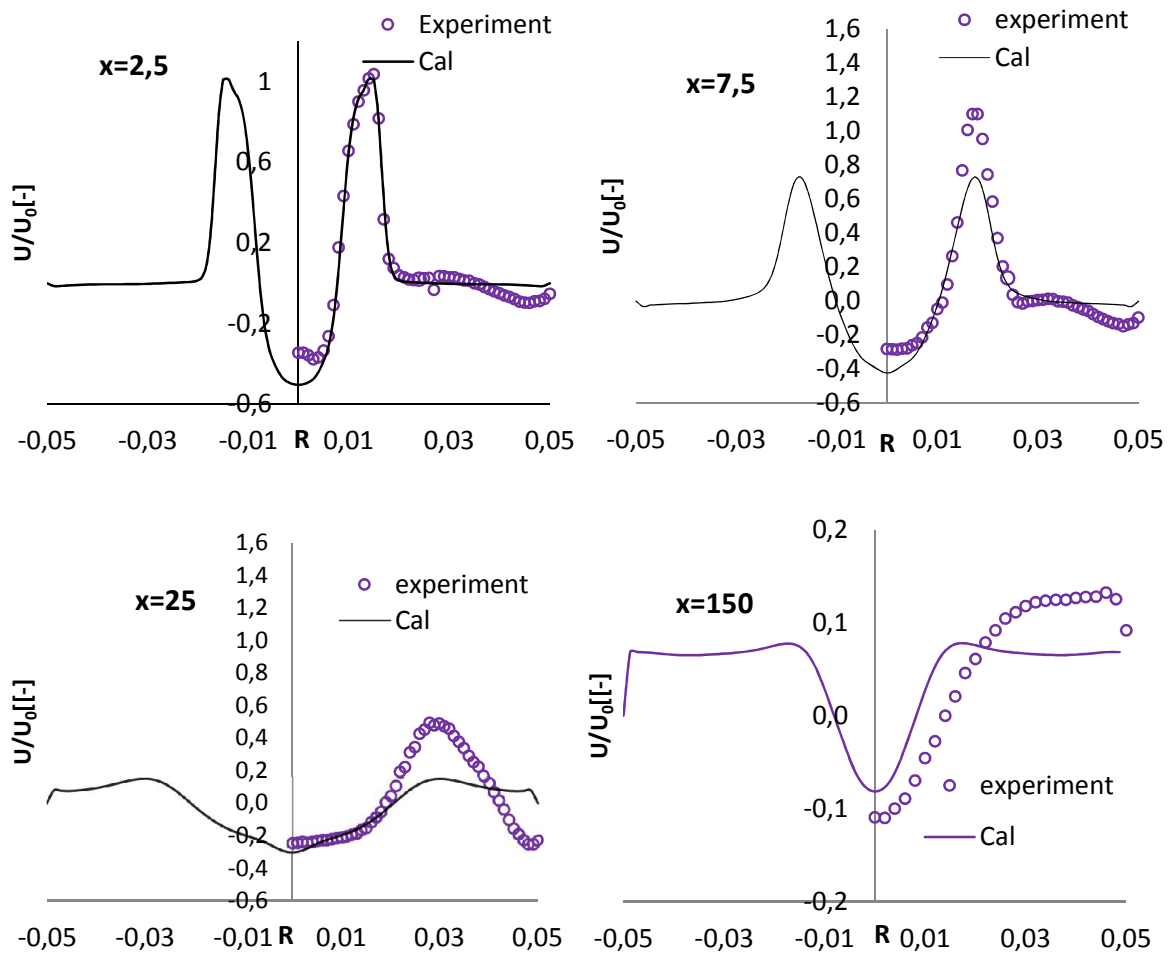 Experiment
Cal
x=2,5
U/U0[-]
1
0,6
0,2
-0,2
-0,6
-0,05 -0,03 -0,01 R 0,01 0,03 0,05
experiment
Cal
x=7,5
U/U0[-]
1,6
1,4
1,2
1,0
0,8
0,6
0,4
0,2
0,0
-0,2
-0,4
-0,6
-0,05 -0,03 -0,01 R 0,01 0,03 0,05
experiment
Cal
x=25
U/U0[[-]
1,6
1,4
1,2
1,0
0,8
0,6
0,4
0,2
0,0
-0,2
-0,4
-0,6
-0,05 -0,03 -0,01 R 0,01 0,03 0,05
x=150
U/U0[[-]
0,2
0,1
0,0
-0,1
-0,2
experiment
Cal
-0,05 -0,03 -0,01 R 0,01 0,03 0,05